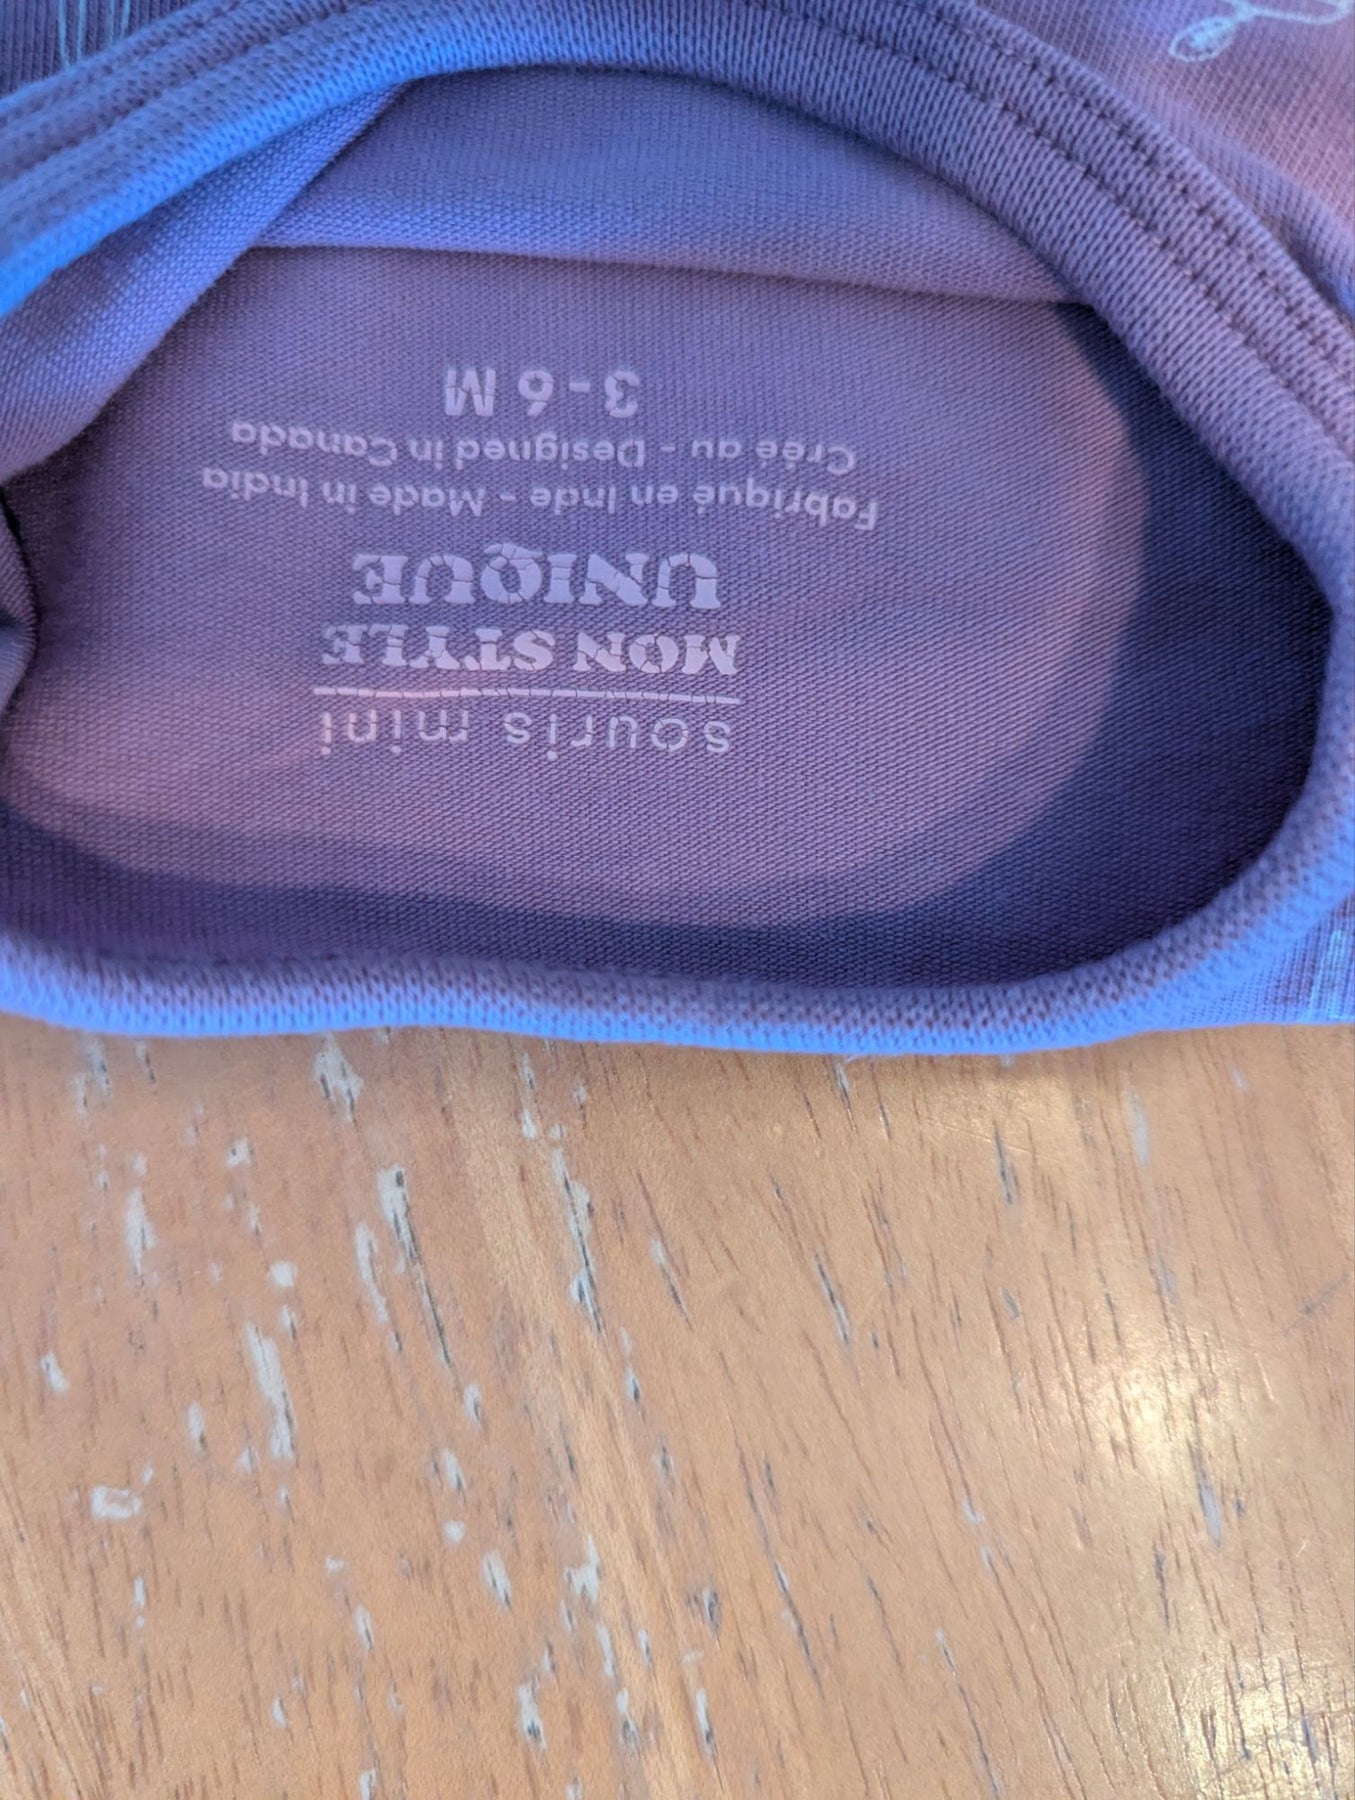 souris mini
MON STYLE
UNIQUE
Fabriqué en Inde - Made in India
Créé au - Designed in Canada
3-6 M